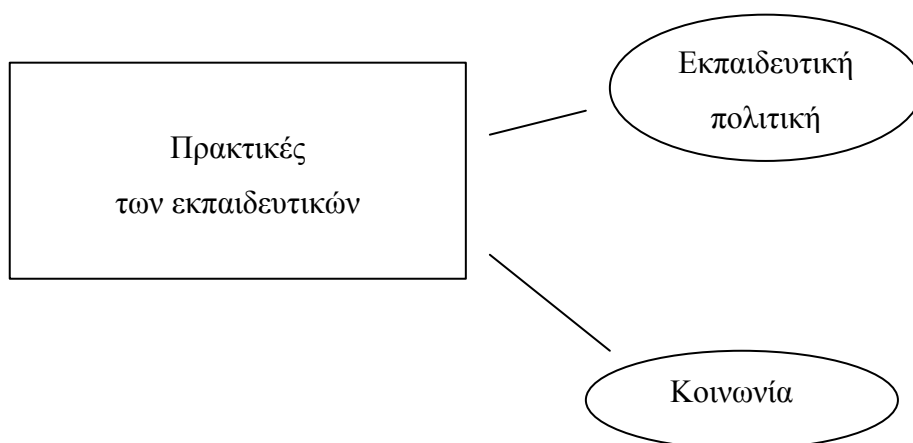 Πρακτικές
των εκπαιδευτικών
Εκπαιδευτική
πολιτική
Κοινωνία